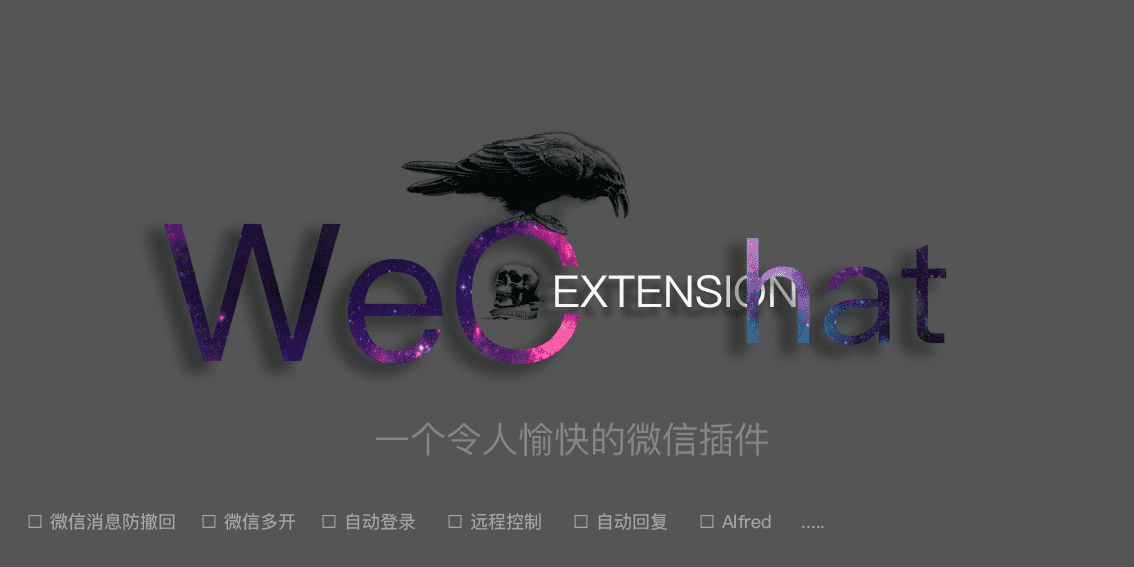 WeChat
EXTENSION
一个令人愉快的微信插件
☐ 微信消息防撤回 ☐ 微信多开 ☐ 自动登录 ☐ 远程控制 ☐ 自动回复 ☐ Alfred .....